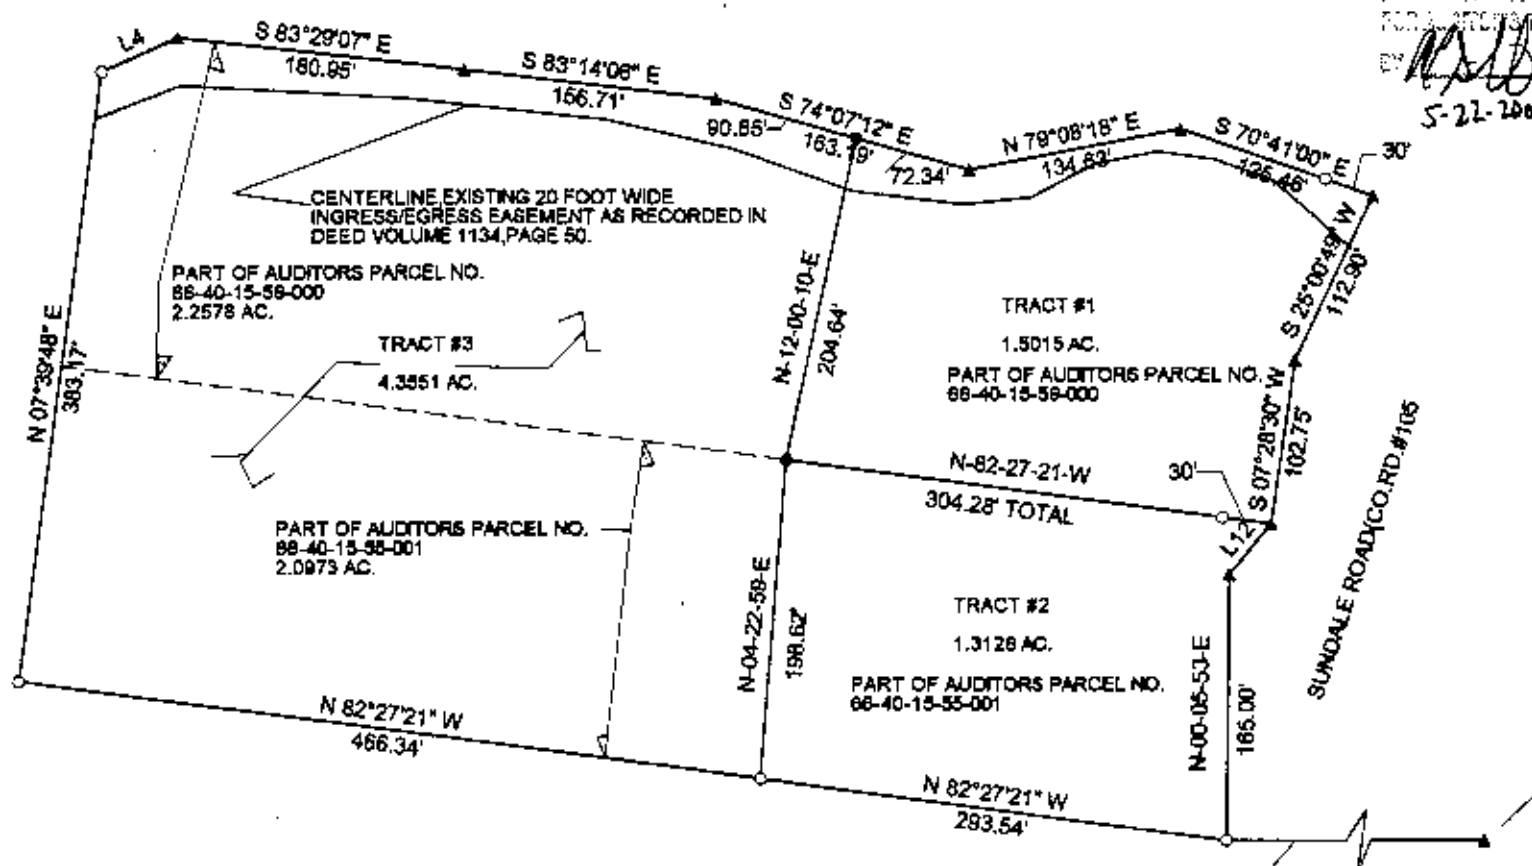 L4
S 83°29'07" E
180.95'
S 83°14'06" E
156.71'
S 74°07'12" E
90.85'
163.19'
72.34'
N 79°08'18" E
134.63'
S 70°41'00" E
125.46'
30'
5-22-200
CENTERLINE EXISTING 20 FOOT WIDE
INGRESS/EGRESS EASEMENT AS RECORDED IN
DEED VOLUME 1134,PAGE 50.
PART OF AUDITORS PARCEL NO.
66-40-15-59-000
2.2578 AC.
N 07°39'48" E
383.17'
TRACT #3
4.3551 AC.
N-12-00-10-E
204.64'
TRACT #1
1.5015 AC.
PART OF AUDITORS PARCEL NO.
66-40-15-59-000
S 25°00'49" W
112.90'
S 07°28'30" W
102.75'
N-82-27-21-W
304.28' TOTAL
30'
L12
SUNDALE ROAD(CO.RD.#105
PART OF AUDITORS PARCEL NO.
66-40-15-55-001
2.0973 AC.
N-04-22-59-E
198.62'
TRACT #2
1.3126 AC.
PART OF AUDITORS PARCEL NO.
66-40-15-55-001
N-00-05-53-E
165.00'
N 82°27'21" W
466.34'
N 82°27'21" W
293.54'